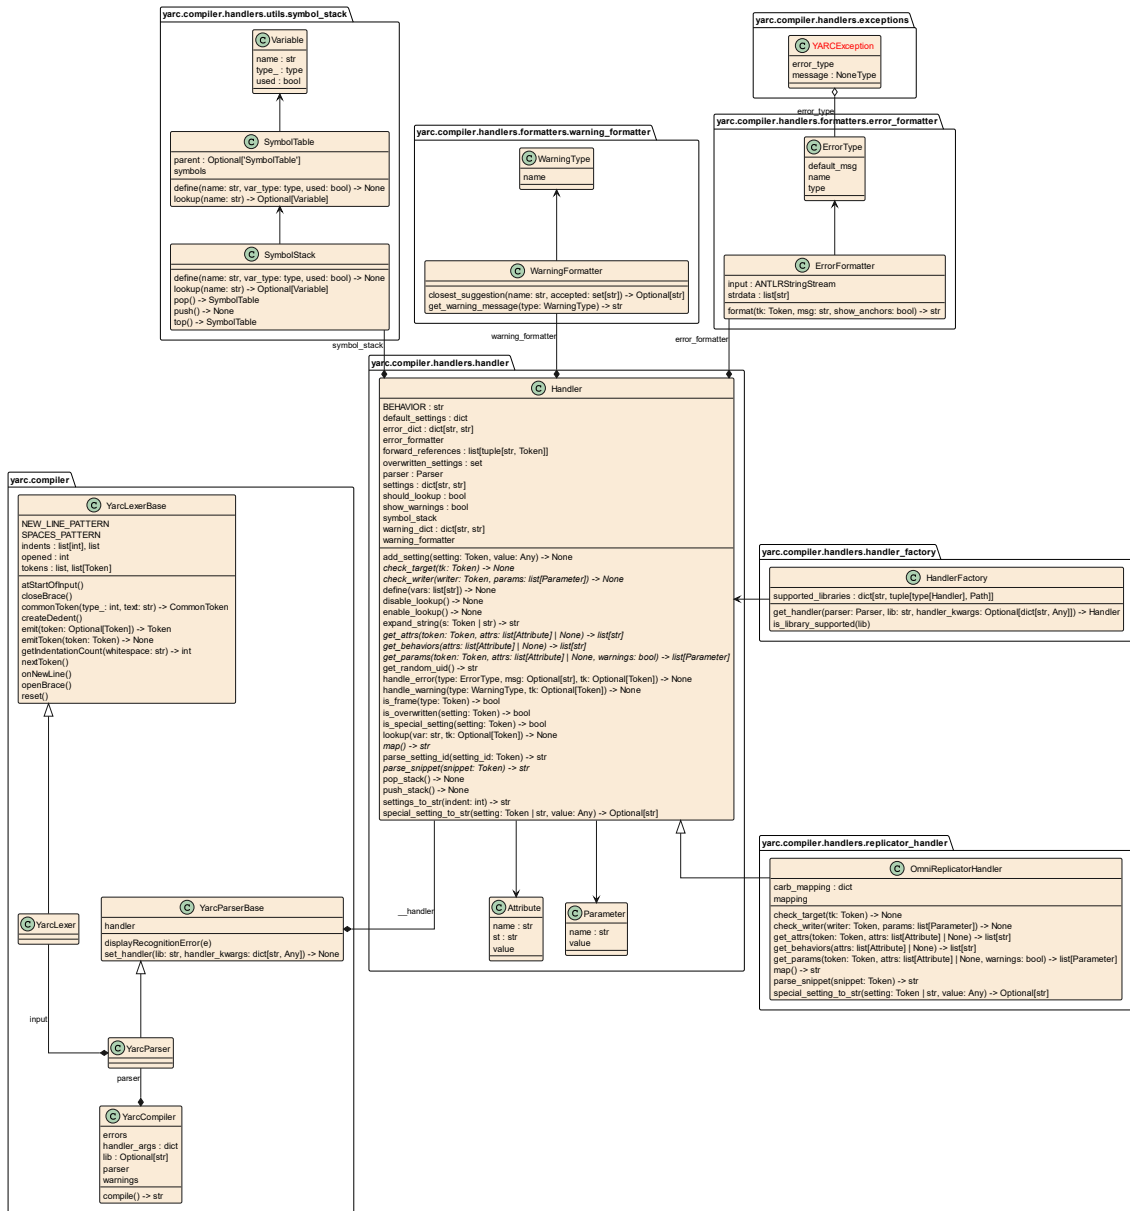 yarc.compiler.handlers.utils.symbol_stack
C Variable
name : str
type_ : type
used : bool
C SymbolTable
parent : Optional['SymbolTable']
symbols
define(name: str, var_type: type, used: bool) -> None
lookup(name: str) -> Optional[Variable]
C SymbolStack
define(name: str, var_type: type, used: bool) -> None
lookup(name: str) -> Optional[Variable]
pop() -> SymbolTable
push() -> None
top() -> SymbolTable
symbol_stack
yarc.compiler.handlers.formatters.warning_formatter
C WarningType
name
C WarningFormatter
closest_suggestion(name: str, accepted: set[str]) -> Optional[str]
get_warning_message(type: WarningType) -> str
warning_formatter
yarc.compiler.handlers.exceptions
C YARCException
error_type
message : NoneType
error_type
yarc.compiler.handlers.formatters.error_formatter
C ErrorType
default_msg
name
type
C ErrorFormatter
input : ANTLRStringStream
strdata : list[str]
format(tk: Token, msg: str, show_anchors: bool) -> str
error_formatter
yarc.compiler.handlers.handler
C Handler
BEHAVIOR : str
default_settings : dict
error_dict : dict[str, str]
error_formatter
forward_references : list[tuple[str, Token]]
overwritten_settings : set
parser : Parser
settings : dict[str, str]
should_lookup : bool
show_warnings : bool
symbol_stack
warning_dict : dict[str, str]
warning_formatter
add_setting(setting: Token, value: Any) -> None
check_target(tk: Token) -> None
check_writer(writer: Token, params: list[Parameter]) -> None
define(vars: list[str]) -> None
disable_lookup() -> None
enable_lookup() -> None
expand_string(s: Token | str) -> str
get_attrs(token: Token, attrs: list[Attribute] | None) -> list[str]
get_behaviors(attrs: list[Attribute] | None) -> list[str]
get_params(token: Token, attrs: list[Attribute] | None, warnings: bool) -> list[Parameter]
get_random_uid() -> str
handle_error(type: ErrorType, msg: Optional[str], tk: Optional[Token]) -> None
handle_warning(type: WarningType, tk: Optional[Token]) -> None
is_frame(type: Token) -> bool
is_overwritten(setting: Token) -> bool
is_special_setting(setting: Token) -> bool
lookup(var: str, tk: Optional[Token]) -> None
map() -> str
parse_setting_id(setting_id: Token) -> str
parse_snippet(snippet: Token) -> str
pop_stack() -> None
push_stack() -> None
settings_to_str(indent: int) -> str
special_setting_to_str(setting: Token | str, value: Any) -> Optional[str]
C Attribute
name : str
st : str
value
C Parameter
name : str
value
__handler
yarc.compiler
C YarcLexerBase
NEW_LINE_PATTERN
SPACES_PATTERN
indents : list[int], list
opened : int
tokens : list, list[Token]
atStartOfInput()
closeBrace()
commonToken(type_: int, text: str) -> CommonToken
createDedent()
emit(token: Optional[Token]) -> Token
emitToken(token: Token) -> None
getIndentationCount(whitespace: str) -> int
nextToken()
onNewLine()
openBrace()
reset()
C YarcLexer
C YarcParserBase
handler
displayRecognitionError(e)
set_handler(lib: str, handler_kwargs: dict[str, Any]) -> None
input
C YarcParser
parser
C YarcCompiler
errors
handler_args : dict
lib : Optional[str]
parser
warnings
compile() -> str
yarc.compiler.handlers.handler_factory
C HandlerFactory
supported_libraries : dict[str, tuple[type[Handler], Path]]
get_handler(parser: Parser, lib: str, handler_kwargs: Optional[dict[str, Any]]) -> Handler
is_library_supported(lib)
yarc.compiler.handlers.replicator_handler
C OmniReplicatorHandler
carb_mapping : dict
mapping
check_target(tk: Token) -> None
check_writer(writer: Token, params: list[Parameter]) -> None
get_attrs(token: Token, attrs: list[Attribute] | None) -> list[str]
get_behaviors(attrs: list[Attribute] | None) -> list[str]
get_params(token: Token, attrs: list[Attribute] | None, warnings: bool) -> list[Parameter]
map() -> str
parse_snippet(snippet: Token) -> str
special_setting_to_str(setting: Token | str, value: Any) -> Optional[str]